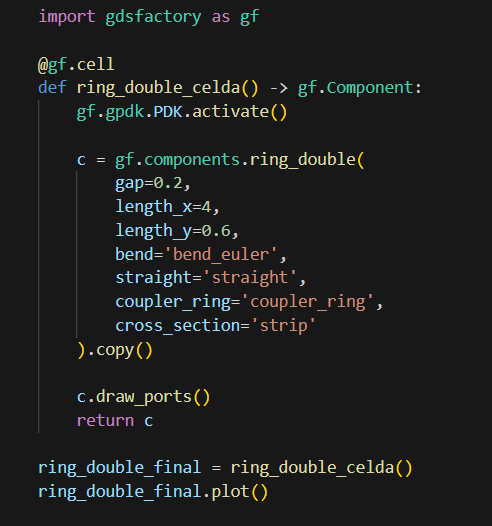 import gdsfactory as gf

@gf.cell
def ring_double_celda() -> gf.Component:
    gf.gpdk.PDK.activate()

    c = gf.components.ring_double(
        gap=0.2,
        length_x=4,
        length_y=0.6,
        bend='bend_euler',
        straight='straight',
        coupler_ring='coupler_ring',
        cross_section='strip'
    ).copy()

    c.draw_ports()
    return c

ring_double_final = ring_double_celda()
ring_double_final.plot()